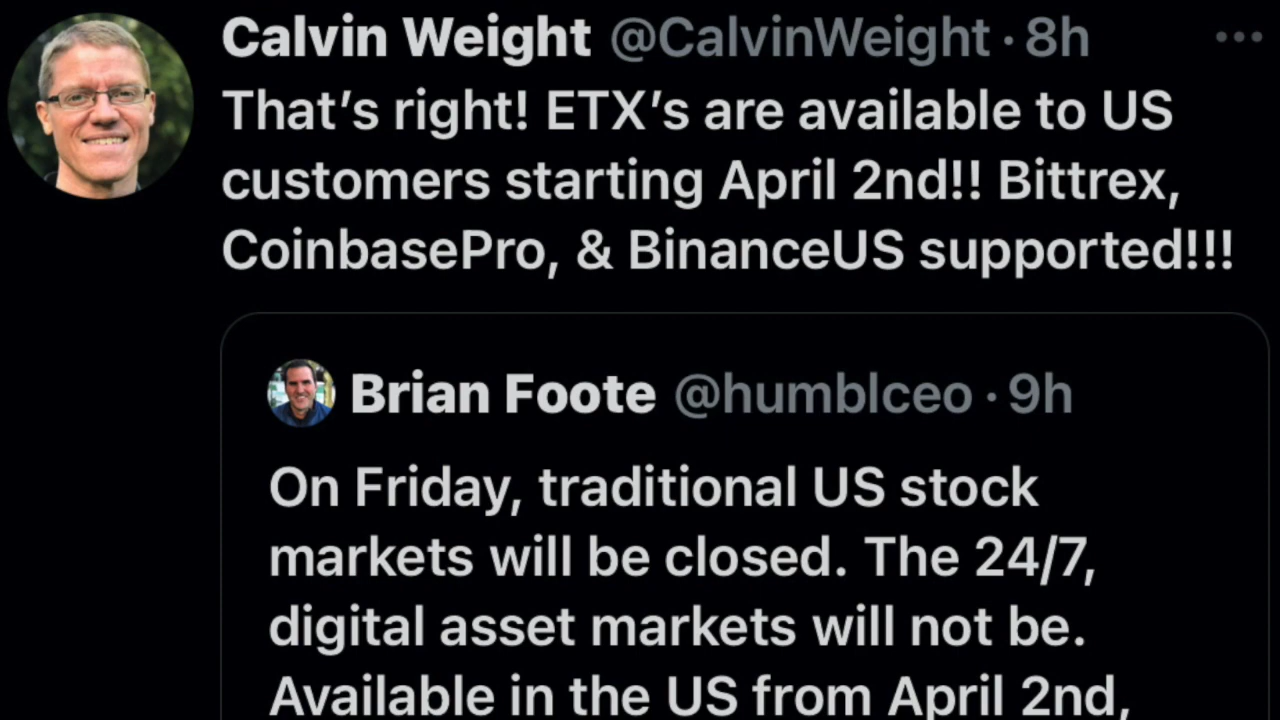 Calvin Weight @CalvinWeight · 8h
That's right! ETX's are available to US
customers starting April 2nd!! Bittrex,
CoinbasePro, & BinanceUS supported!!!
Brian Foote @humblceo · 9h
On Friday, traditional US stock
markets will be closed. The 24/7,
digital asset markets will not be.
Available in the US from April 2nd,